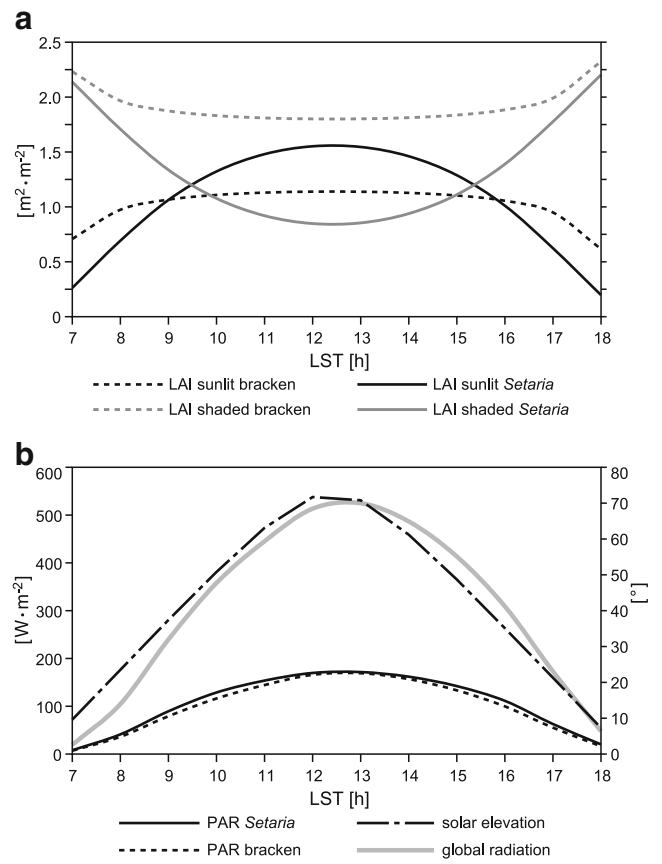 a
2.5
2.0
1.5
1.0
0.5
0
[m²·m⁻²]
7 8 9 10 11 12 13 14 15 16 17 18
LST [h]
LAI sunlit bracken LAI sunlit Setaria
LAI shaded bracken LAI shaded Setaria
b
600 80
500 70
400 60
300 50
200 40
100 30
0 20
10
0
[W·m⁻²]
[°]
7 8 9 10 11 12 13 14 15 16 17 18
LST [h]
PAR Setaria solar elevation
PAR bracken global radiation